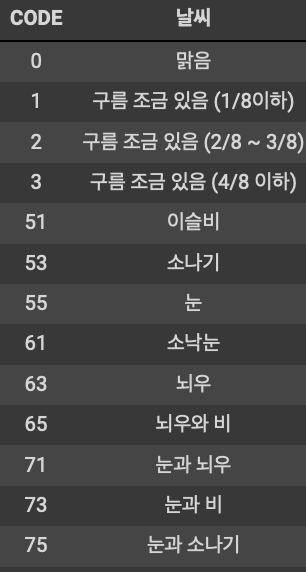 CODE 날씨
0 맑음
1 구름 조금 있음 (1/8이하)
2 구름 조금 있음 (2/8 ~ 3/8)
3 구름 조금 있음 (4/8 이하)
51 이슬비
53 소나기
55 눈
61 소낙눈
63 뇌우
65 뇌우와 비
71 눈과 뇌우
73 눈과 비
75 눈과 소나기